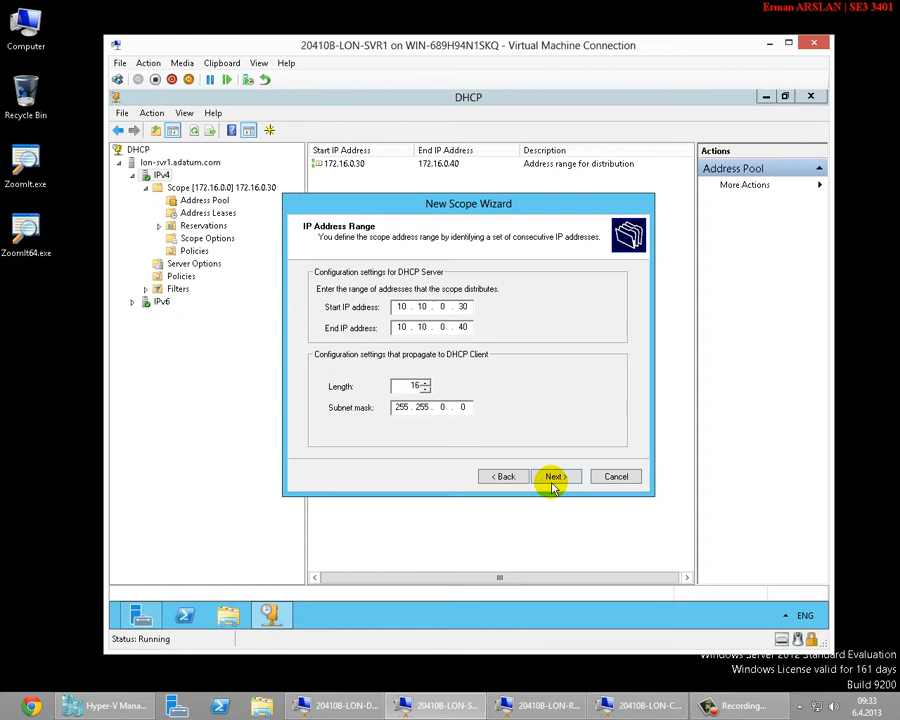 Erman ARSLAN | SE3 3401
Computer
Recycle Bin
ZoomIt.exe
ZoomIt64.exe
20410B-LON-SVR1 on WIN-689H94N1SKQ - Virtual Machine Connection
File Action Media Clipboard View Help
DHCP
File Action View Help
DHCP
lon-svr1.adatum.com
IPv4
Scope [172.16.0.0] 172.16.0.30
Address Pool
Address Leases
Reservations
Scope Options
Policies
Server Options
Policies
Filters
IPv6
Start IP Address End IP Address Description
172.16.0.30 172.16.0.40 Address range for distribution
Actions
Address Pool
More Actions
New Scope Wizard
IP Address Range
You define the scope address range by identifying a set of consecutive IP addresses.
Configuration settings for DHCP Server
Enter the range of addresses that the scope distributes.
Start IP address: 10 . 10 . 0 . 30
End IP address: 10 . 10 . 0 . 40
Configuration settings that propagate to DHCP Client
Length: 16
Subnet mask: 255 . 255 . 0 . 0
< Back Next > Cancel
ENG
Status: Running
Windows Server 2012 Standard Evaluation
Windows License valid for 161 days
Build 9200
Hyper-V Mana... 20410B-LON-D... 20410B-LON-S... 20410B-LON-R... 20410B-LON-C... Recording...
09:33
6.4.2013